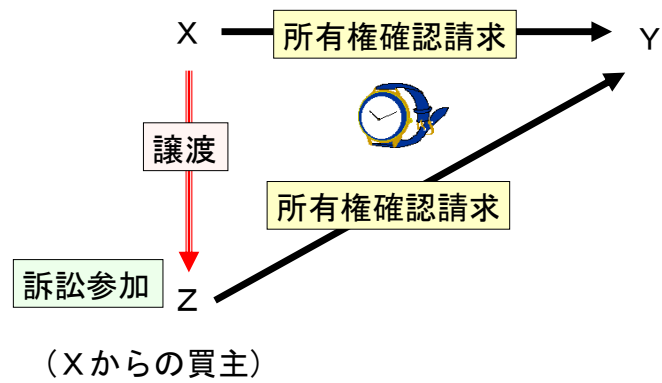 X
所有権確認請求
Y
譲渡
所有権確認請求
訴訟参加
Z
（Xからの買主）